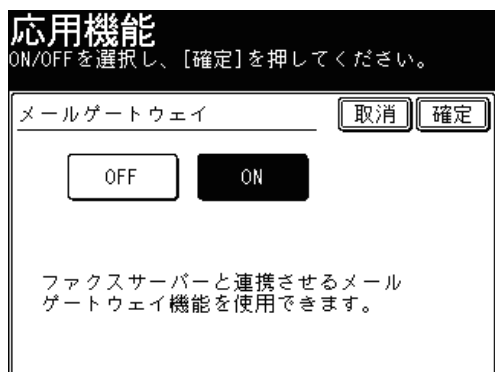 応用機能
ON/OFFを選択し、[確定]を押してください。
メールゲートウェイ
取消 確定
OFF ON
ファクスサーバーと連携させるメール
ゲートウェイ機能を使用できます。